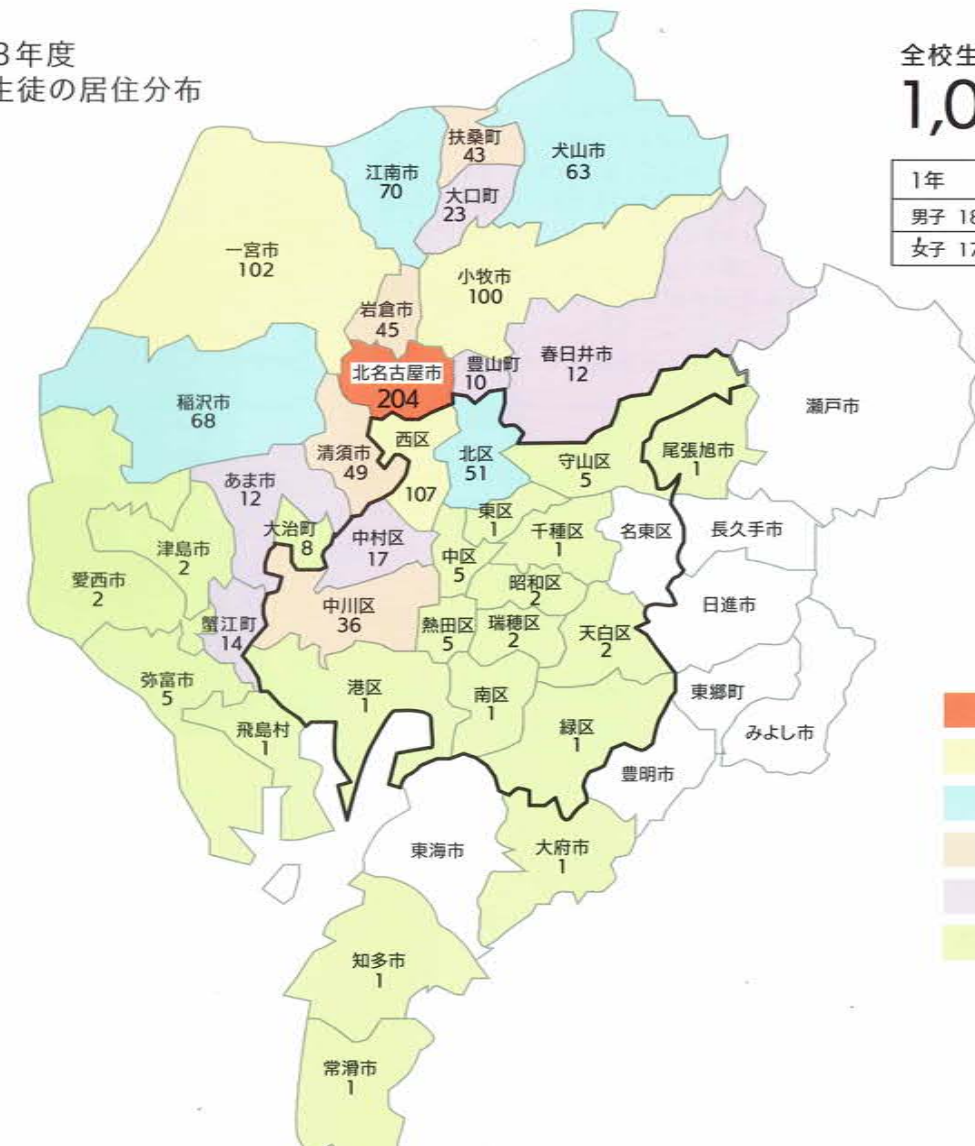 3年度
生徒の居住分布
全校生
1,0
1年
男子 18
女子 17
扶桑町
43
犬山市
63
江南市
70
大口町
23
一宮市
102
小牧市
100
岩倉市
45
北名古屋市
204
豊山町
10
春日井市
12
瀬戸市
稲沢市
68
清須市
49
西区
107
北区
51
守山区
5
尾張旭市
1
あま市
12
大治町
8
中村区
17
東区
1
千種区
1
名東区
長久手市
津島市
2
愛西市
2
中区
5
昭和区
2
日進市
蟹江町
14
中川区
36
熱田区
5
瑞穂区
2
天白区
2
弥富市
5
飛島村
1
港区
1
南区
1
緑区
1
東郷町
みよし市
豊明市
東海市
大府市
1
知多市
1
常滑市
1